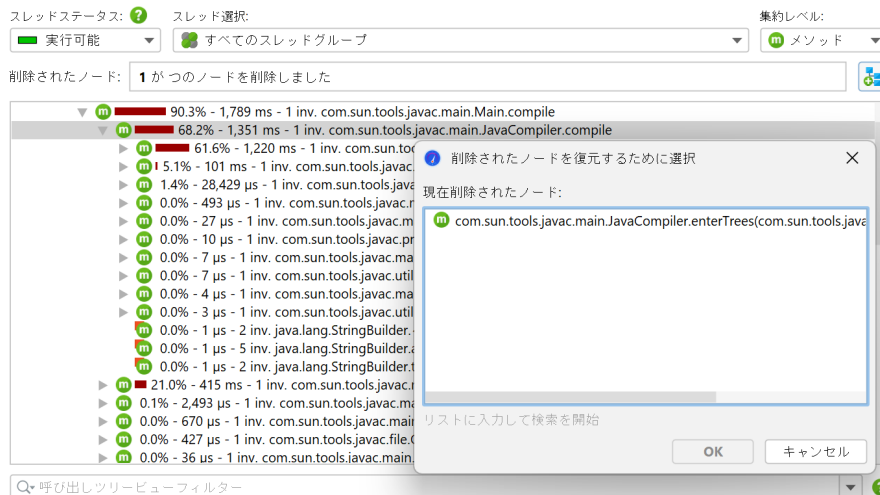 スレッドステータス: ?
スレッド選択:
集約レベル:
実行可能
すべてのスレッドグループ
m メソッド
削除されたノード:
1 が つのノードを削除しました
m 90.3% - 1,789 ms - 1 inv. com.sun.tools.javac.main.Main.compile
m 68.2% - 1,351 ms - 1 inv. com.sun.tools.javac.main.JavaCompiler.compile
m 61.6% - 1,220 ms - 1 inv. com.sun.to
m 5.1% - 101 ms - 1 inv. com.sun.tools.javac.
m 1.4% - 28,429 µs - 1 inv. com.sun.tools.j
m 0.0% - 493 µs - 1 inv. com.sun.tools.javac.m
m 0.0% - 27 µs - 1 inv. com.sun.tools.javac.m
m 0.0% - 10 µs - 1 inv. com.sun.tools.javac.pr
m 0.0% - 7 µs - 1 inv. com.sun.tools.javac.ma
m 0.0% - 7 µs - 1 inv. com.sun.tools.javac.util
m 0.0% - 4 µs - 1 inv. com.sun.tools.javac.ma
m 0.0% - 3 µs - 1 inv. com.sun.tools.javac.util
m 0.0% - 1 µs - 2 inv. java.lang.StringBuilder.
m 0.0% - 1 µs - 5 inv. java.lang.StringBuilder.a
m 0.0% - 1 µs - 2 inv. java.lang.StringBuilder.t
m 21.0% - 415 ms - 1 inv. com.sun.tools.javac.
m 0.1% - 2,493 µs - 1 inv. com.sun.tools.javac.ma
m 0.0% - 670 µs - 1 inv. com.sun.tools.javac.mai
m 0.0% - 427 µs - 1 inv. com.sun.tools.javac.file.
m 0.0% - 36 µs - 1 inv. com.sun.tools.javac.main.
呼び出しツリービューフィルター
削除されたノードを復元するために選択
現在削除されたノード:
m com.sun.tools.javac.main.JavaCompiler.enterTrees(com.sun.tools.java
リストに入力して検索を開始
OK
キャンセル